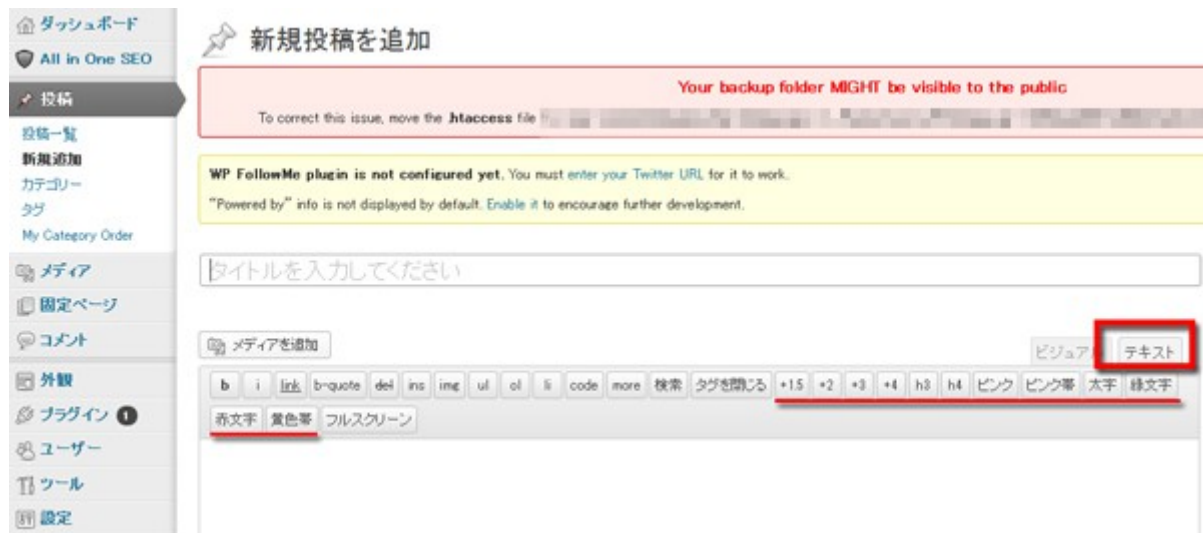 ダッシュボード
All in One SEO
投稿
投稿一覧
新規追加
カテゴリー
タグ
My Category Order
メディア
固定ページ
コメント
外観
プラグイン 1
ユーザー
ツール
設定
新規投稿を追加
Your backup folder MIGHT be visible to the public
To correct this issue, move the .htaccess file
WP FollowMe plugin is not configured yet. You must enter your Twitter URL for it to work.
"Powered by" info is not displayed by default. Enable it to encourage further development.
タイトルを入力してください
メディアを追加
ビジュアル テキスト
b i link b-quote del ins img ul ol li code more 検索 タグを閉じる +1.5 +2 +3 +4 h3 h4 ピンク ピンク帯 太字 緑文字
赤文字 黄色帯 フルスクリーン